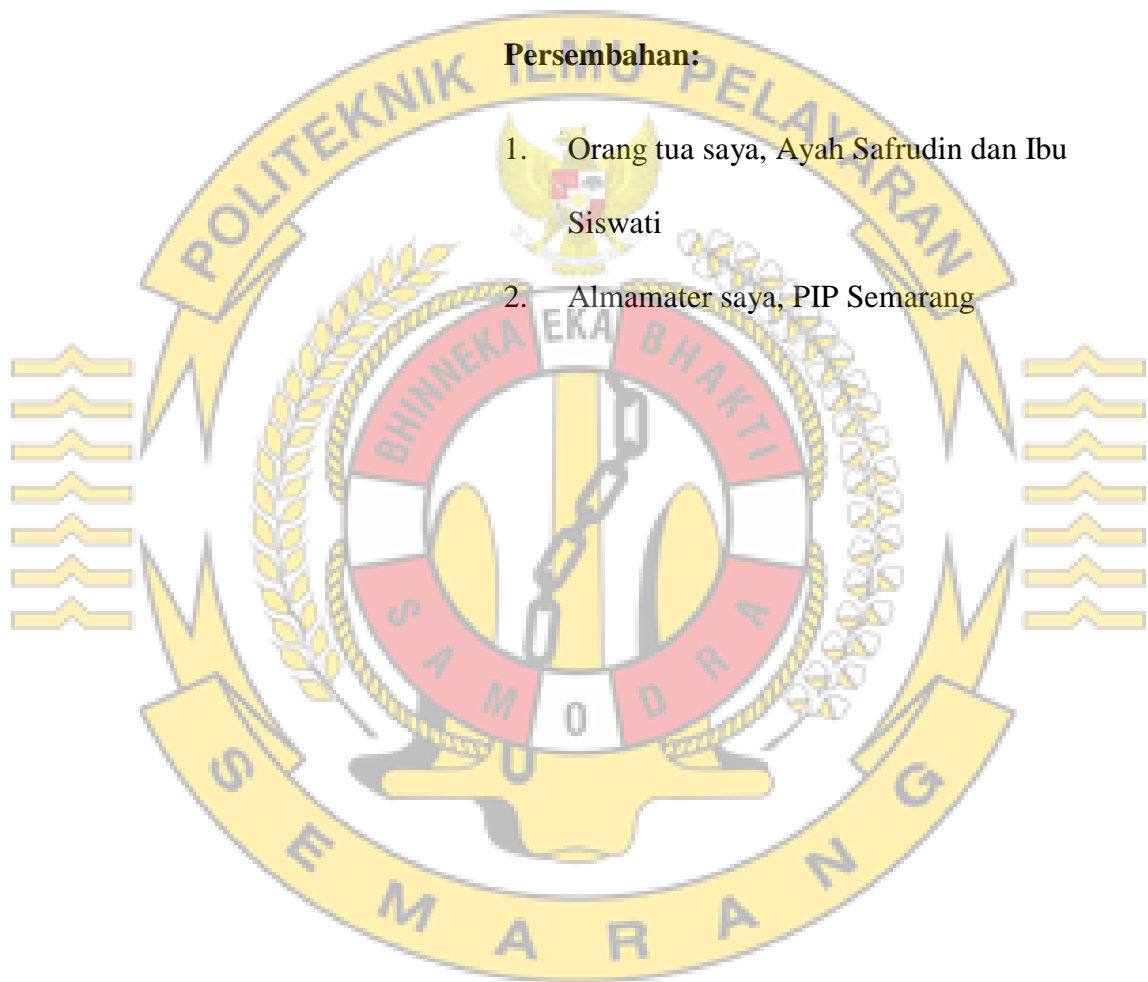 Persembahan:
1. Orang tua saya, Ayah Safrudin dan Ibu
Siswati
2. Almamater saya, PIP Semarang
POLITEKNIK ILMU PELAYARAN
BHINNEKA EKA BHAKTI
SAMODRA
SEMARANG